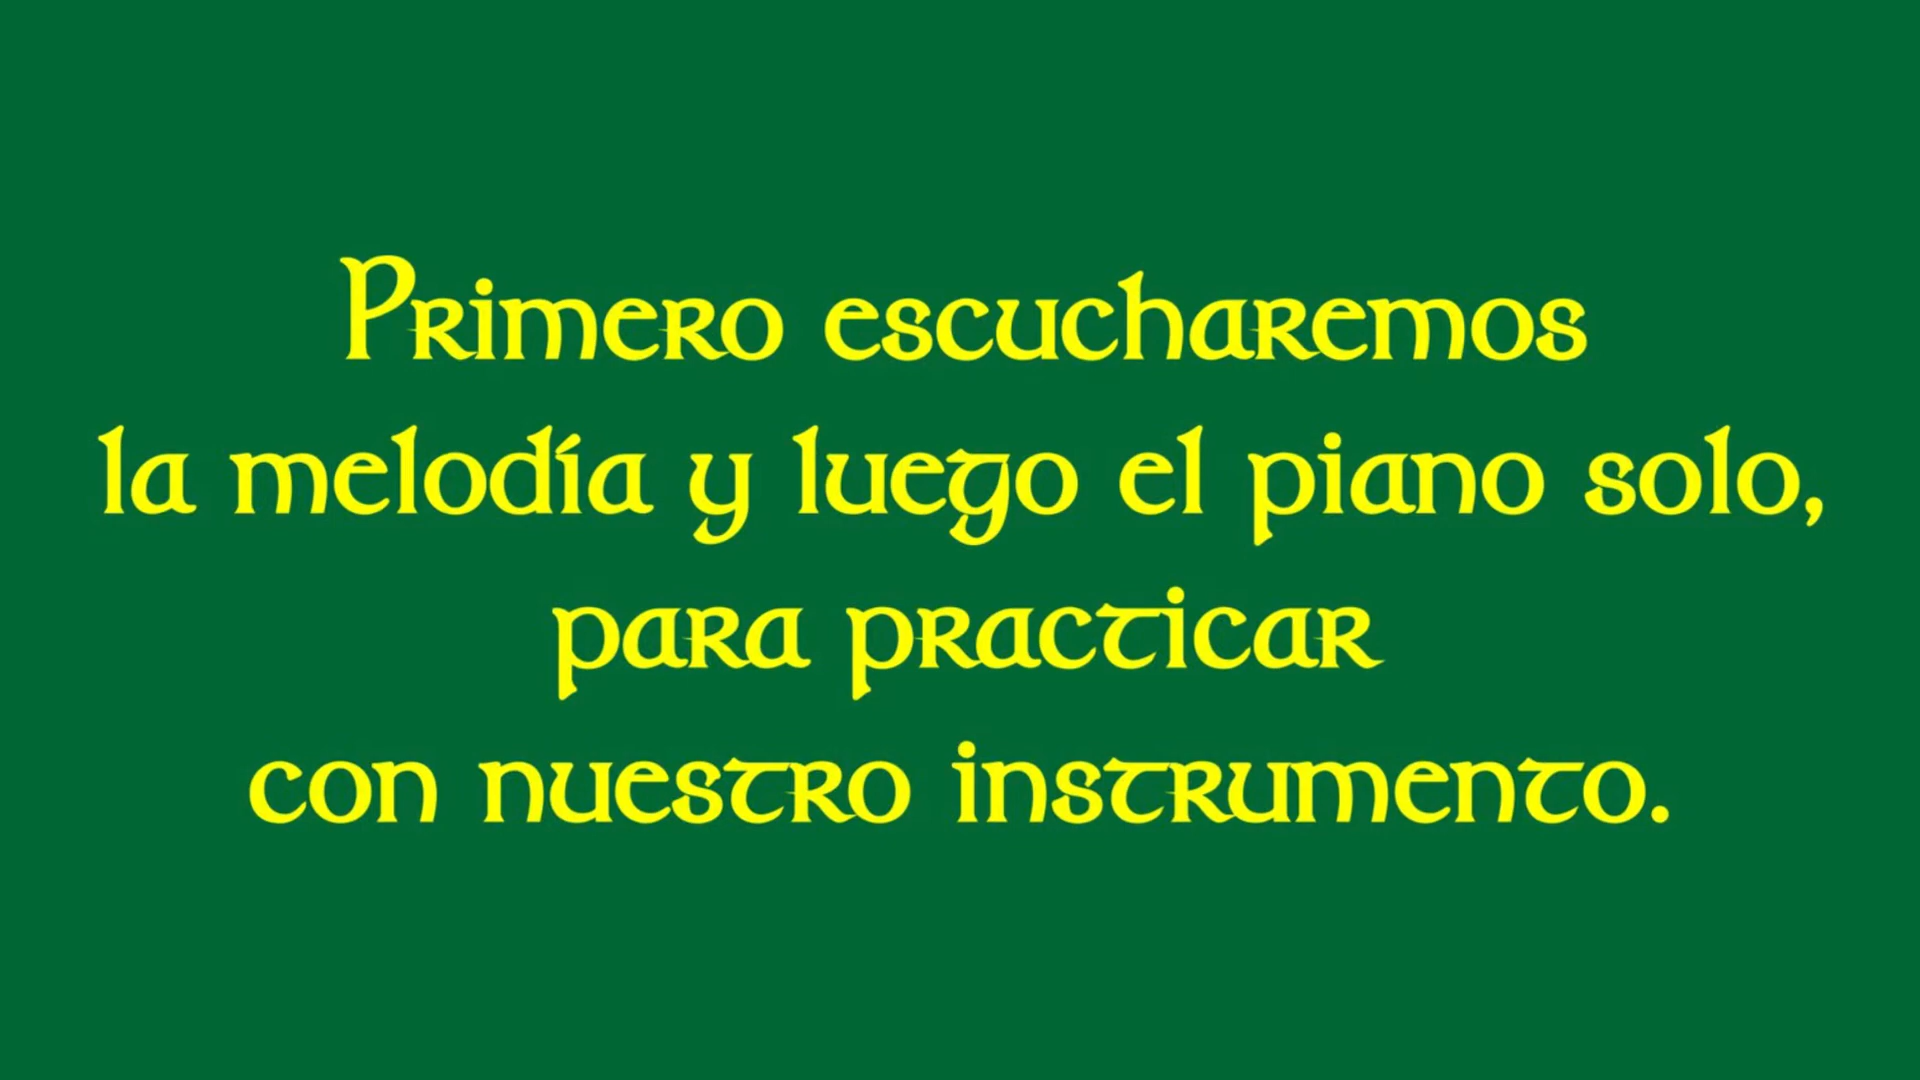 Primero escucharemos
la melodía y luego el piano solo,
para practicar
con nuestro instrumento.